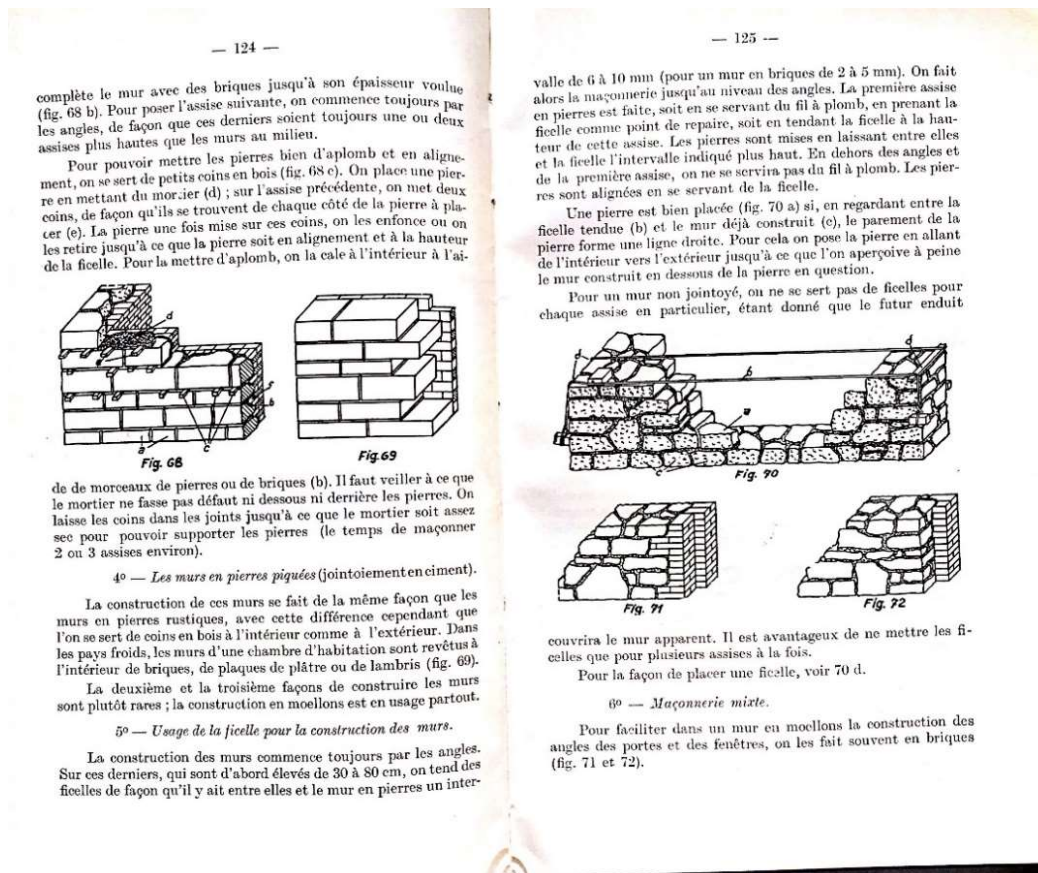 — 124 —
complète le mur avec des briques jusqu'à son épaisseur voulue
(fig. 68 b). Pour poser l'assise suivante, on commence toujours par
les angles, de façon que ces derniers soient toujours une ou deux
assises plus hautes que les murs au milieu.
Pour pouvoir mettre les pierres bien d'aplomb et en aligne-
ment, on se sert de petits coins en bois (fig. 68 c). On place une pier-
re en mettant du mortier (d) ; sur l'assise précédente, on met deux
coins, de façon qu'ils se trouvent de chaque côté de la pierre à pla-
cer (e). La pierre une fois mise sur ces coins, on les enfonce ou on
les retire jusqu'à ce que la pierre soit en alignement et à la hauteur
de la ficelle. Pour la mettre d'aplomb, on la cale à l'intérieur à l'ai-
d
e
f
b
a
c
Fig. 68
Fig. 69
de de morceaux de pierres ou de briques (b). Il faut veiller à ce que
le mortier ne fasse pas défaut ni dessous ni derrière les pierres. On
laisse les coins dans les joints jusqu'à ce que le mortier soit assez
sec pour pouvoir supporter les pierres (le temps de maçonner
2 ou 3 assises environ).
4º — Les murs en pierres piquées (jointoiement en ciment).
La construction de ces murs se fait de la même façon que les
murs en pierres rustiques, avec cette différence cependant que
l'on se sert de coins en bois à l'intérieur comme à l'extérieur. Dans
les pays froids, les murs d'une chambre d'habitation sont revêtus à
l'intérieur de briques, de plaques de plâtre ou de lambris (fig. 69).
La deuxième et la troisième façons de construire les murs
sont plutôt rares ; la construction en moellons est en usage partout.
5º — Usage de la ficelle pour la construction des murs.
La construction des murs commence toujours par les angles.
Sur ces derniers, qui sont d'abord élevés de 30 à 80 cm, on tend des
ficelles de façon qu'il y ait entre elles et le mur en pierres un inter-
— 125 —
valle de 6 à 10 mm (pour un mur en briques de 2 à 5 mm). On fait
alors la maçonnerie jusqu'au niveau des angles. La première assise
en pierres est faite, soit en se servant du fil à plomb, en prenant la
ficelle comme point de repaire, soit en tendant la ficelle à la hau-
teur de cette assise. Les pierres sont mises en laissant entre elles
et la ficelle l'intervalle indiqué plus haut. En dehors des angles et
de la première assise, on ne se servira pas du fil à plomb. Les pier-
res sont alignées en se servant de la ficelle.
Une pierre est bien placée (fig. 70 a) si, en regardant entre la
ficelle tendue (b) et le mur déjà construit (c), le parement de la
pierre forme une ligne droite. Pour cela on pose la pierre en allant
de l'intérieur vers l'extérieur jusqu'à ce que l'on aperçoive à peine
le mur construit en dessous de la pierre en question.
Pour un mur non jointoyé, on ne se sert pas de ficelles pour
chaque assise en particulier, étant donné que le futur enduit
d
d
b
a
c
Fig. 70
Fig. 71
Fig. 72
couvrira le mur apparent. Il est avantageux de ne mettre les fi-
celles que pour plusieurs assises à la fois.
Pour la façon de placer une ficelle, voir 70 d.
6º — Maçonnerie mixte.
Pour faciliter dans un mur en moellons la construction des
angles des portes et des fenêtres, on les fait souvent en briques
(fig. 71 et 72).